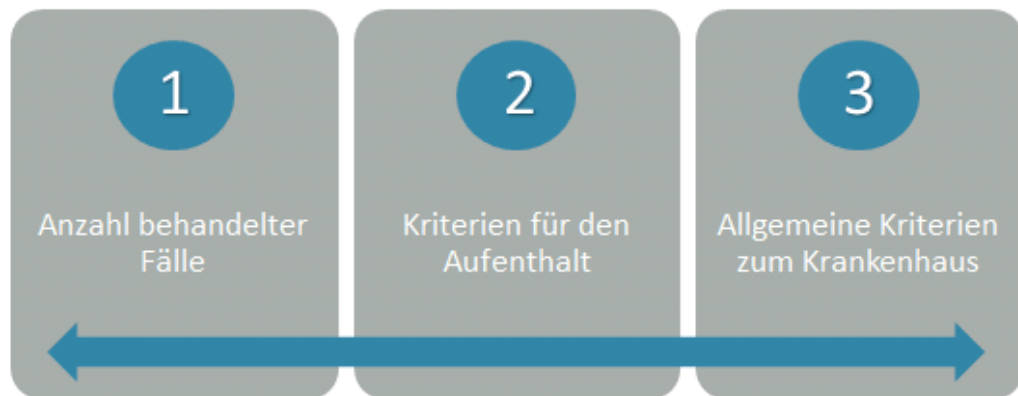 1
Anzahl behandelter
Fälle
2
Kriterien für den
Aufenthalt
3
Allgemeine Kriterien
zum Krankenhaus